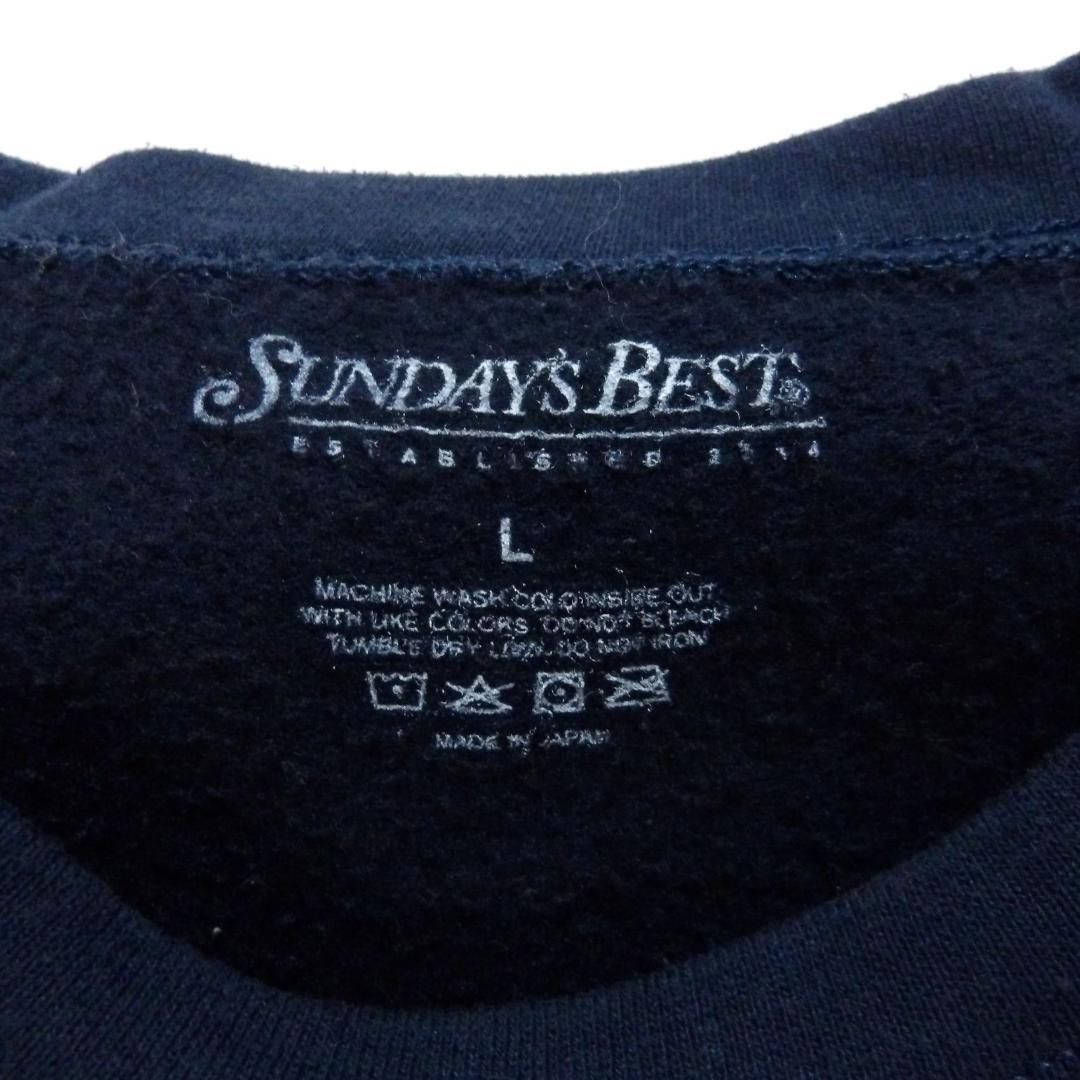 SUNDAY'S BEST
ESTABLISHED 2014
L
MACHINE WASH COLD INSIDE OUT
WITH LIKE COLORS. DO NOT BLEACH
TUMBLE DRY LOW. DO NOT IRON
MADE IN JAPAN